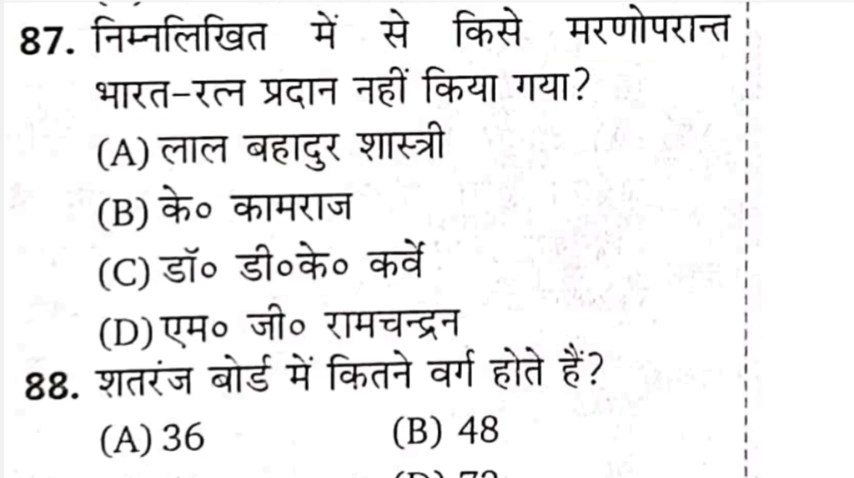 87. निम्नलिखित में से किसे मरणोपरान्त
भारत-रत्न प्रदान नहीं किया गया?
(A) लाल बहादुर शास्त्री
(B) के० कामराज
(C) डॉ० डी०के० कर्वे
(D) एम० जी० रामचन्द्रन
88. शतरंज बोर्ड में कितने वर्ग होते हैं?
(A) 36 (B) 48